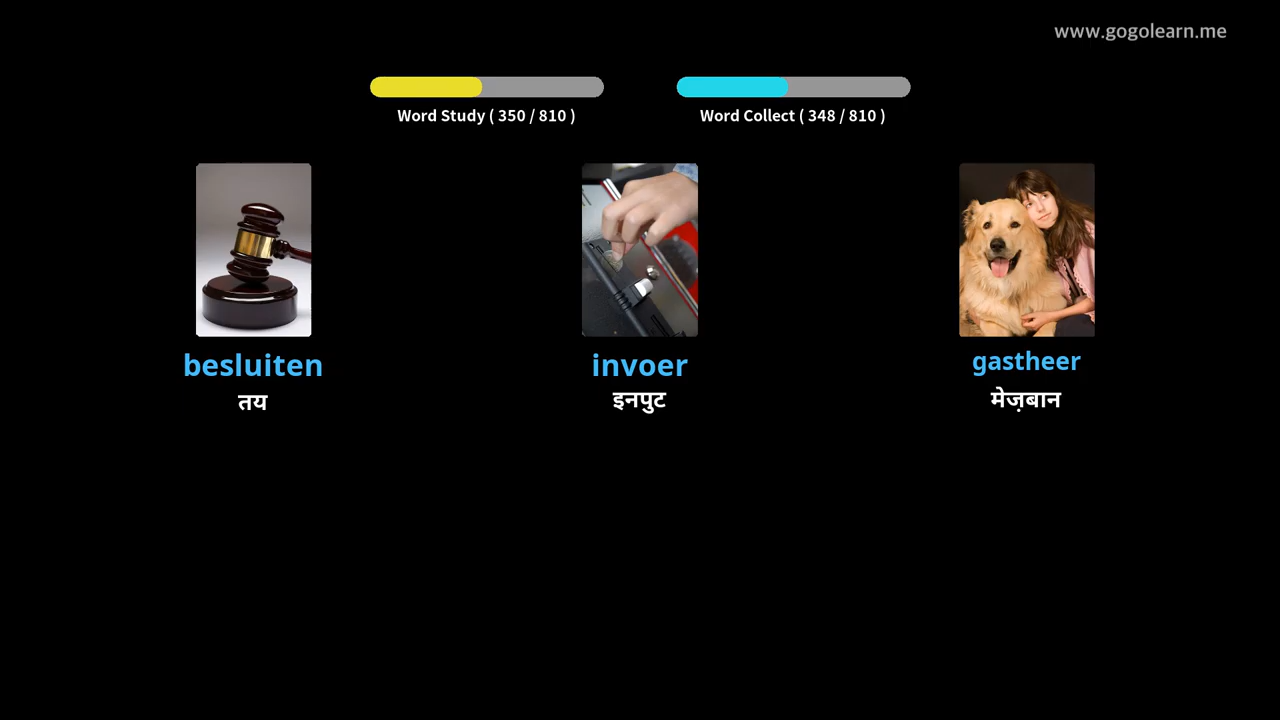 www.gogolearn.me
Word Study ( 350 / 810 )
Word Collect ( 348 / 810 )
besluiten
तय
invoer
इनपुट
gastheer
मेज़बान